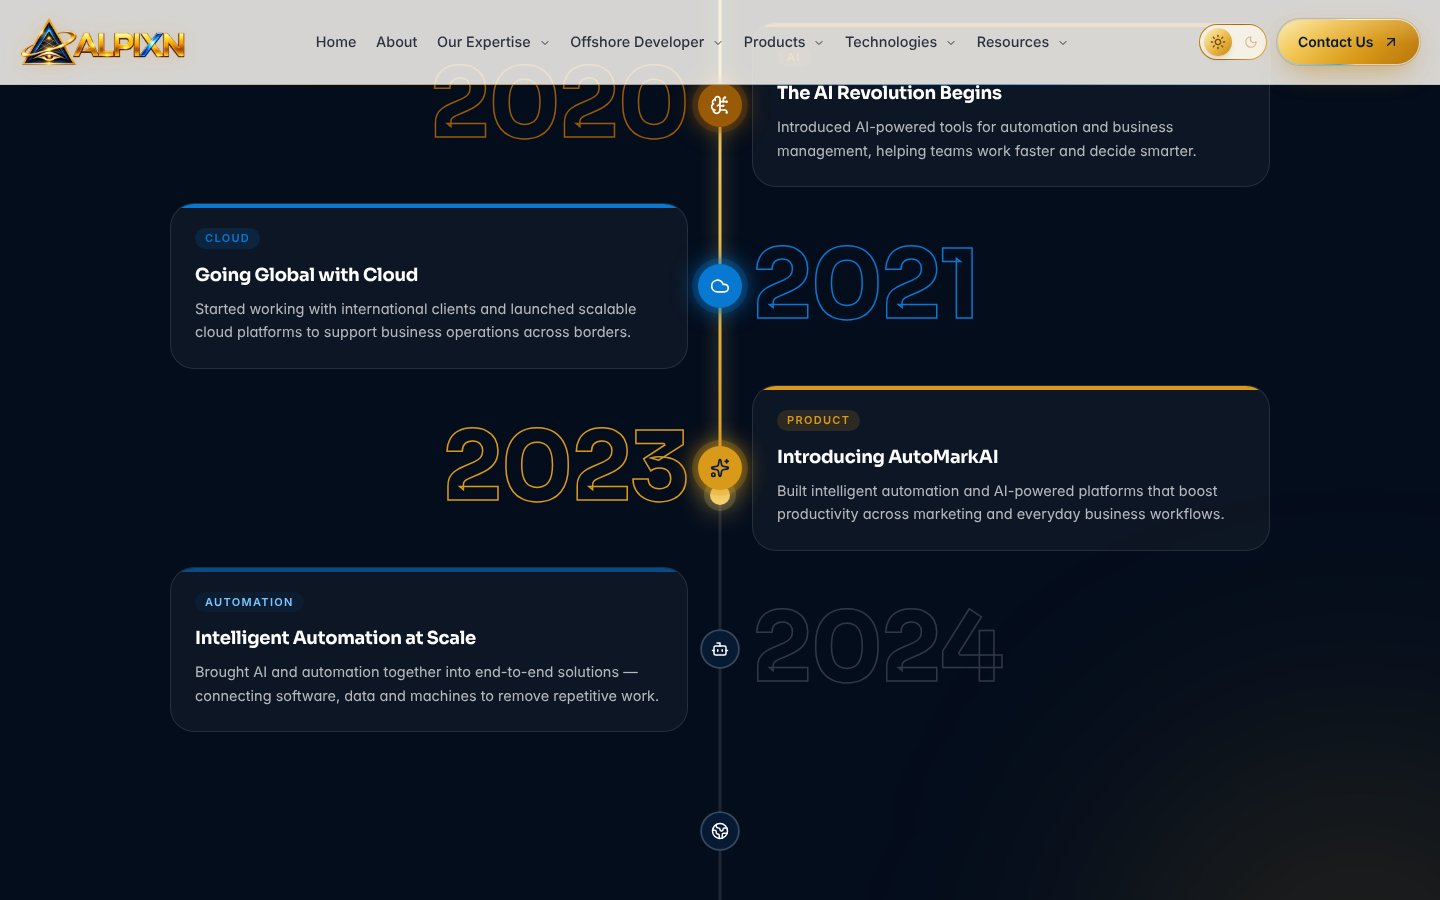 ALPIXN
Home
About
Our Expertise
Offshore Developer
Products
Technologies
Resources
Contact Us
2020
AI
The AI Revolution Begins
Introduced AI-powered tools for automation and business
management, helping teams work faster and decide smarter.
CLOUD
Going Global with Cloud
Started working with international clients and launched scalable
cloud platforms to support business operations across borders.
2021
2023
PRODUCT
Introducing AutoMarkAI
Built intelligent automation and AI-powered platforms that boost
productivity across marketing and everyday business workflows.
AUTOMATION
Intelligent Automation at Scale
Brought AI and automation together into end-to-end solutions —
connecting software, data and machines to remove repetitive work.
2024